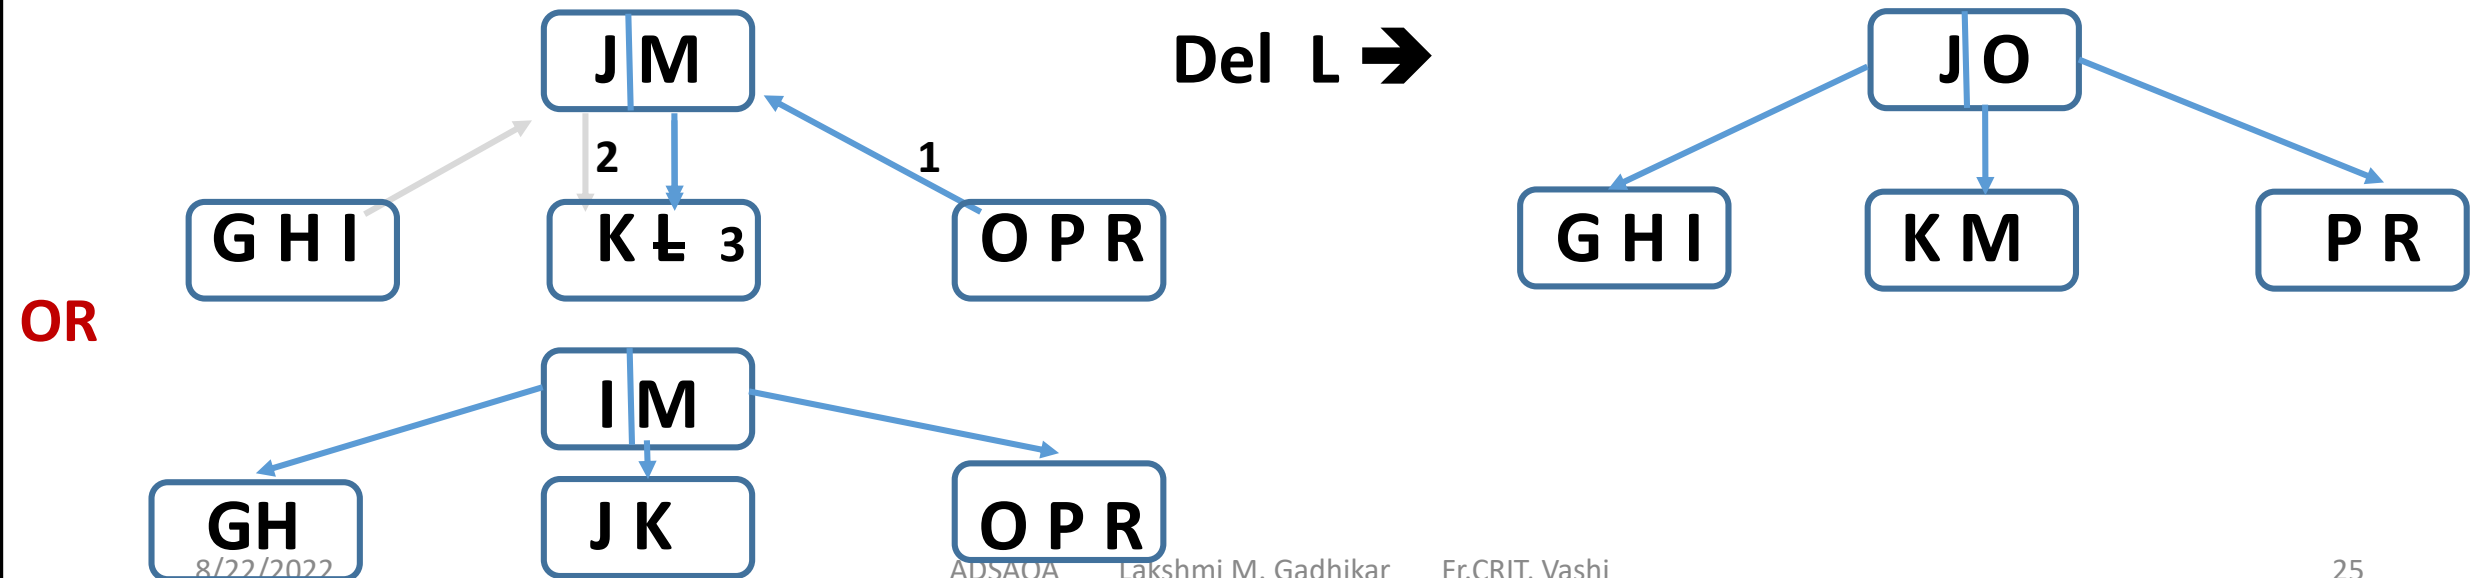 J M
Del L ➔
J O
2
1
G H I
K L 3
O P R
G H I
K M
P R
OR
I M
GH
J K
O P R
8/22/2022
ADSAOA Lakshmi M. Gadhikar Fr.CRIT, Vashi
25